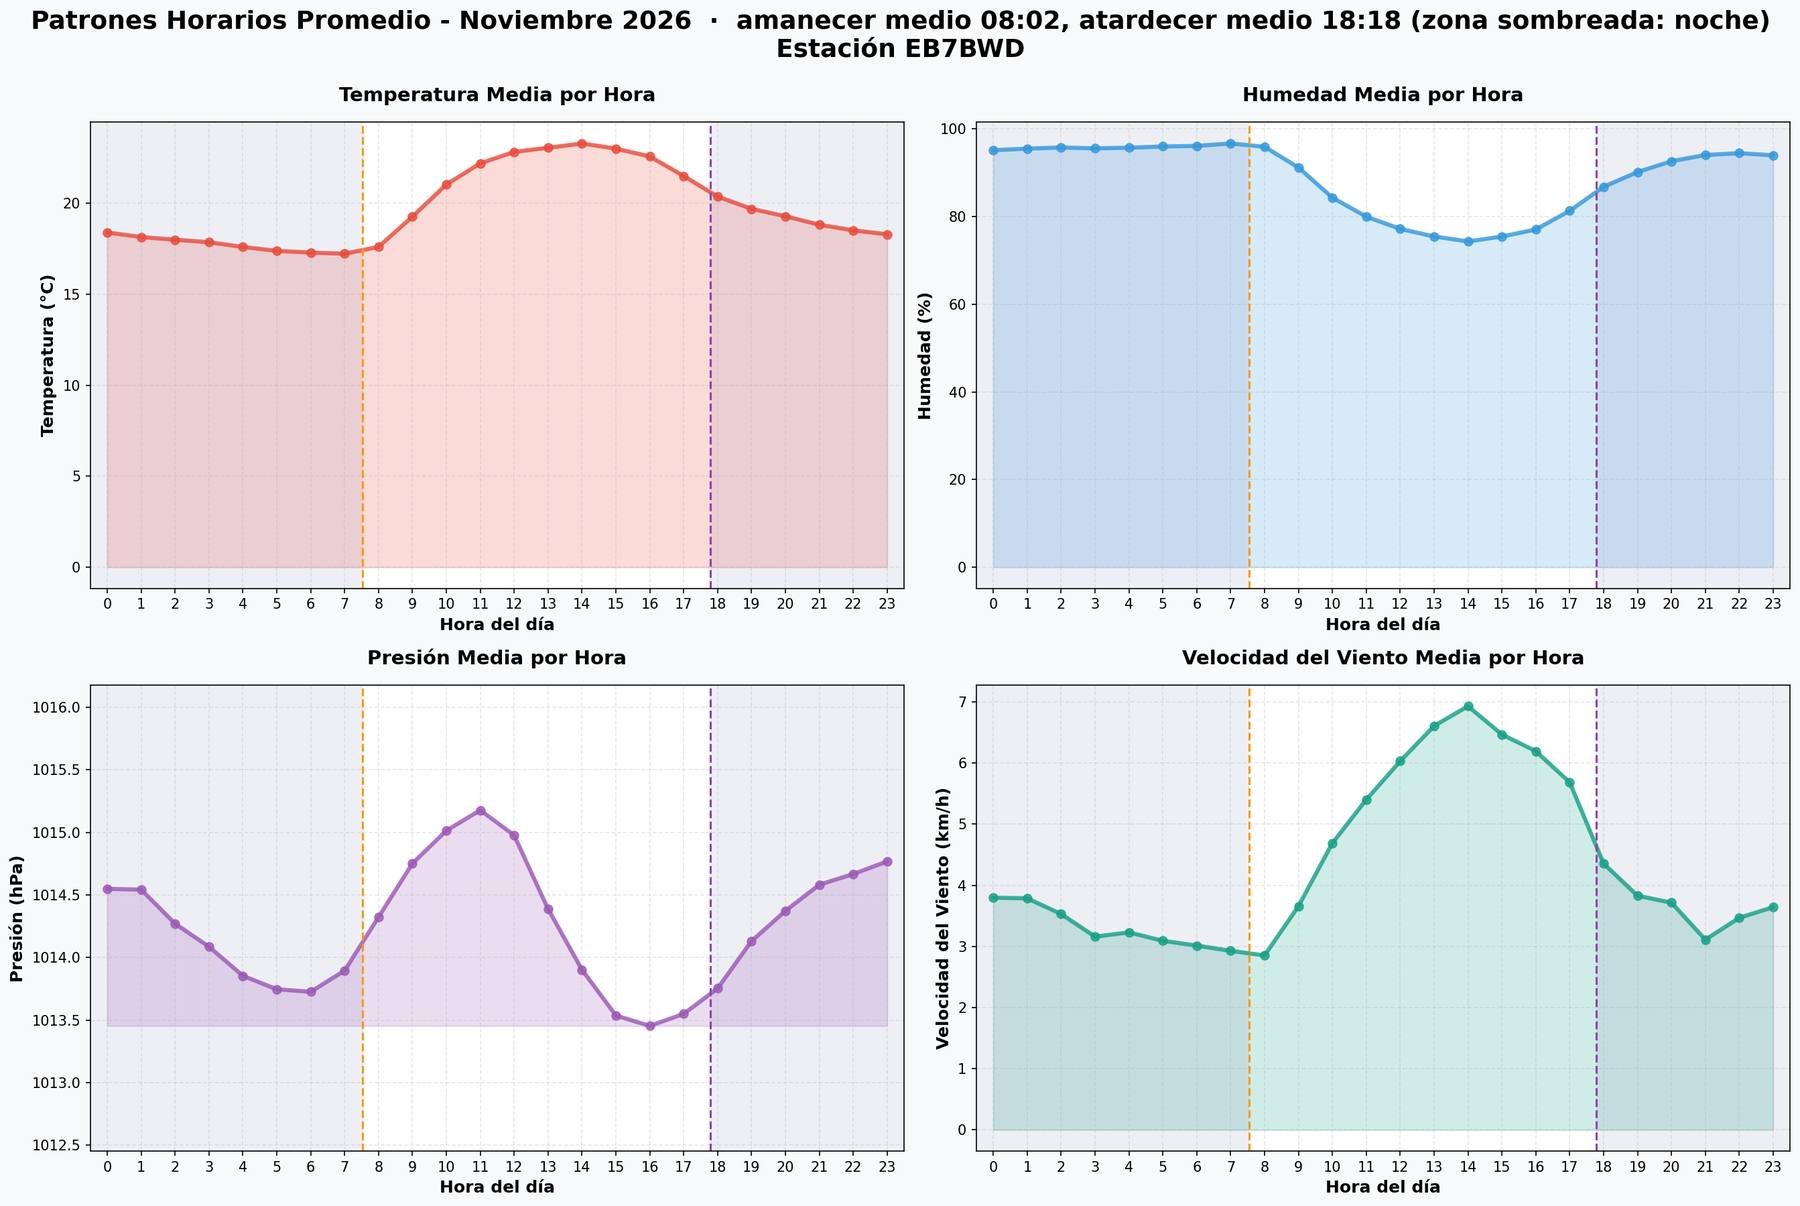 Patrones Horarios Promedio - Noviembre 2026  ·  amanecer medio 08:02, atardecer medio 18:18 (zona sombreada: noche)
Estación EB7BWD
Temperatura Media por Hora
Temperatura (°C)
20
15
10
5
0
0 1 2 3 4 5 6 7 8 9 10 11 12 13 14 15 16 17 18 19 20 21 22 23
Hora del día
Humedad Media por Hora
Humedad (%)
100
80
60
40
20
0
0 1 2 3 4 5 6 7 8 9 10 11 12 13 14 15 16 17 18 19 20 21 22 23
Hora del día
Presión Media por Hora
Presión (hPa)
1016.0
1015.5
1015.0
1014.5
1014.0
1013.5
1013.0
1012.5
0 1 2 3 4 5 6 7 8 9 10 11 12 13 14 15 16 17 18 19 20 21 22 23
Hora del día
Velocidad del Viento Media por Hora
Velocidad del Viento (km/h)
7
6
5
4
3
2
1
0
0 1 2 3 4 5 6 7 8 9 10 11 12 13 14 15 16 17 18 19 20 21 22 23
Hora del día